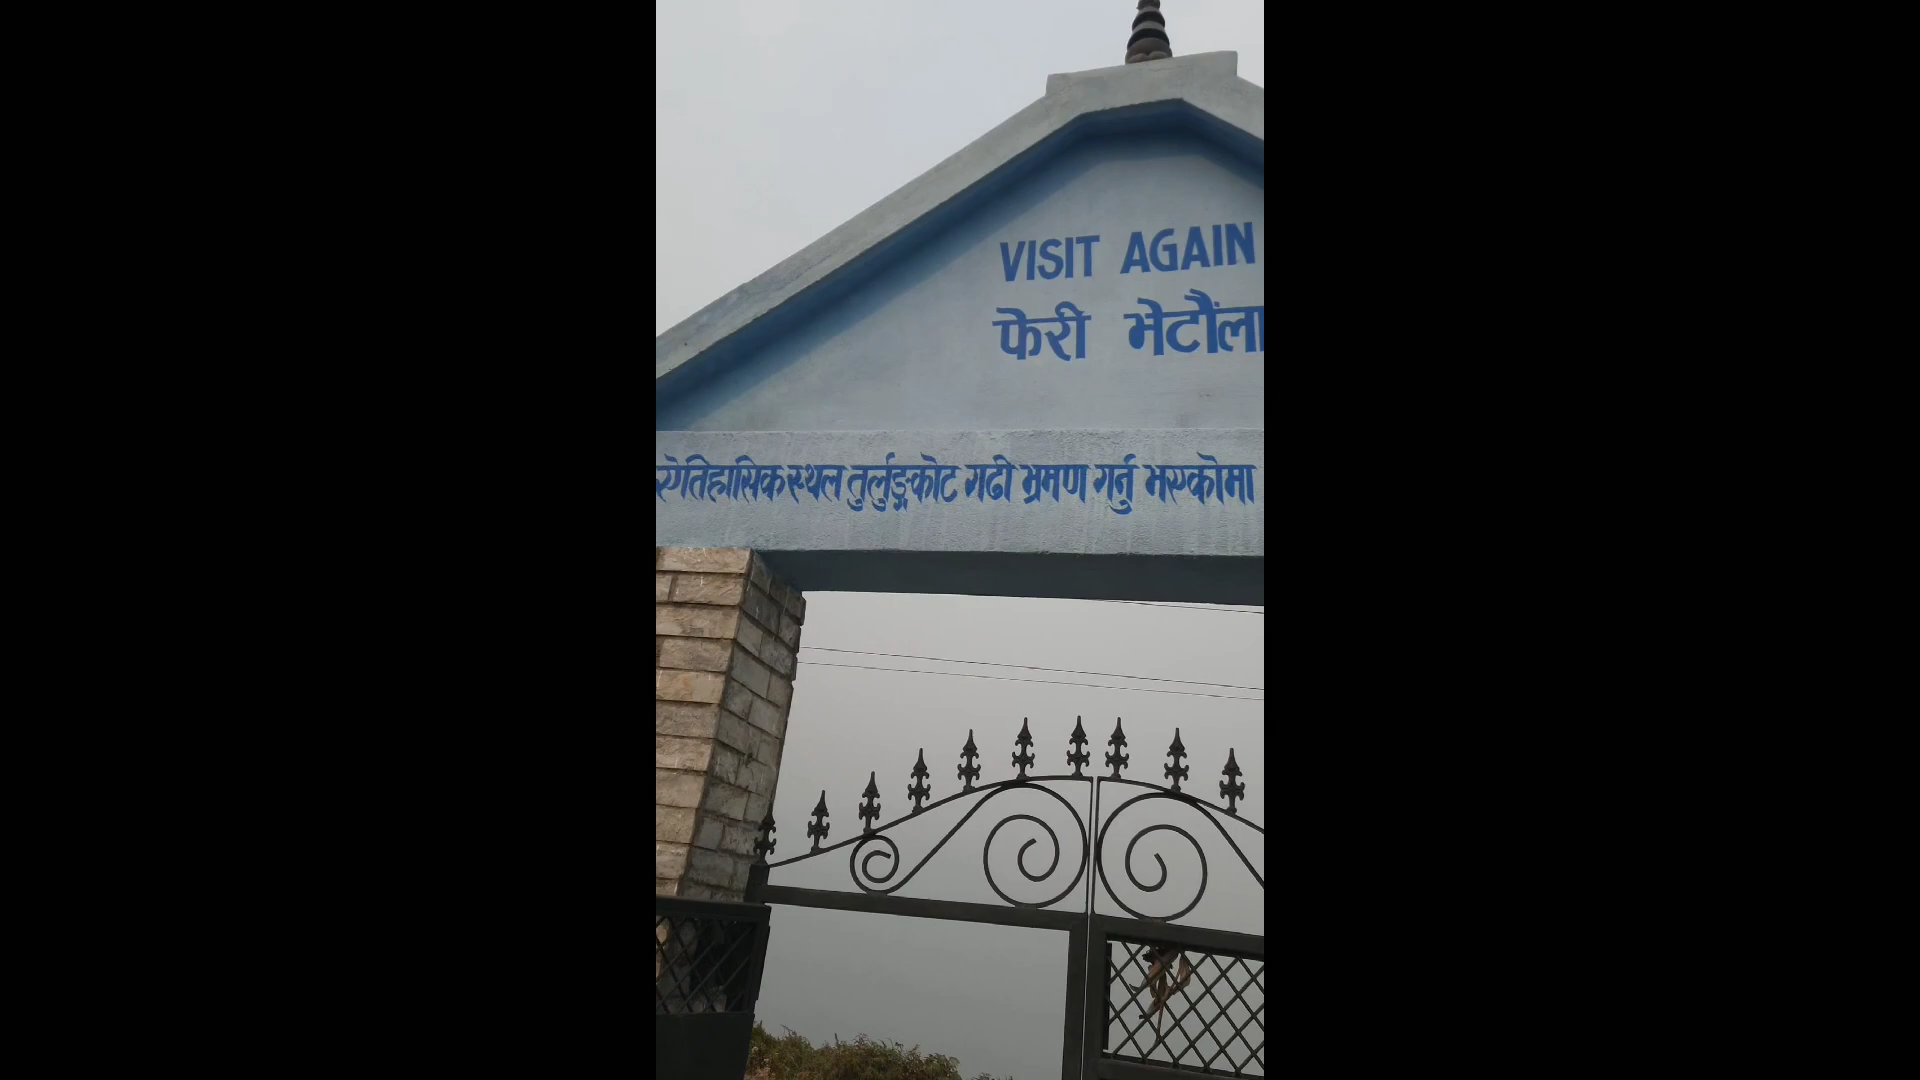 VISIT AGAIN
फेरी भेटौंला
ऐतिहासिक स्थल तुर्लुङ्कोट गढी भ्रमण गर्नु भएकोमा